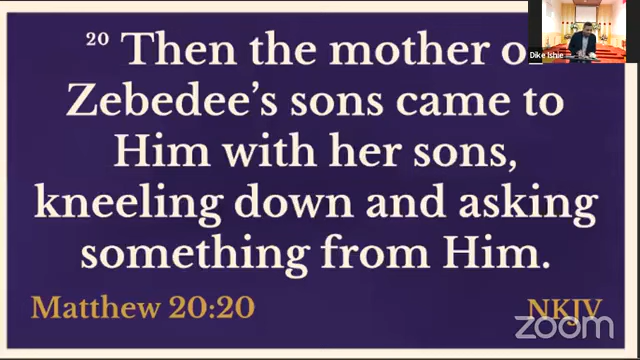 20 Then the mother o
Zebedee’s sons came to
Him with her sons,
kneeling down and asking
something from Him.
Matthew 20:20 NKJV
Dike Ishie
zoom